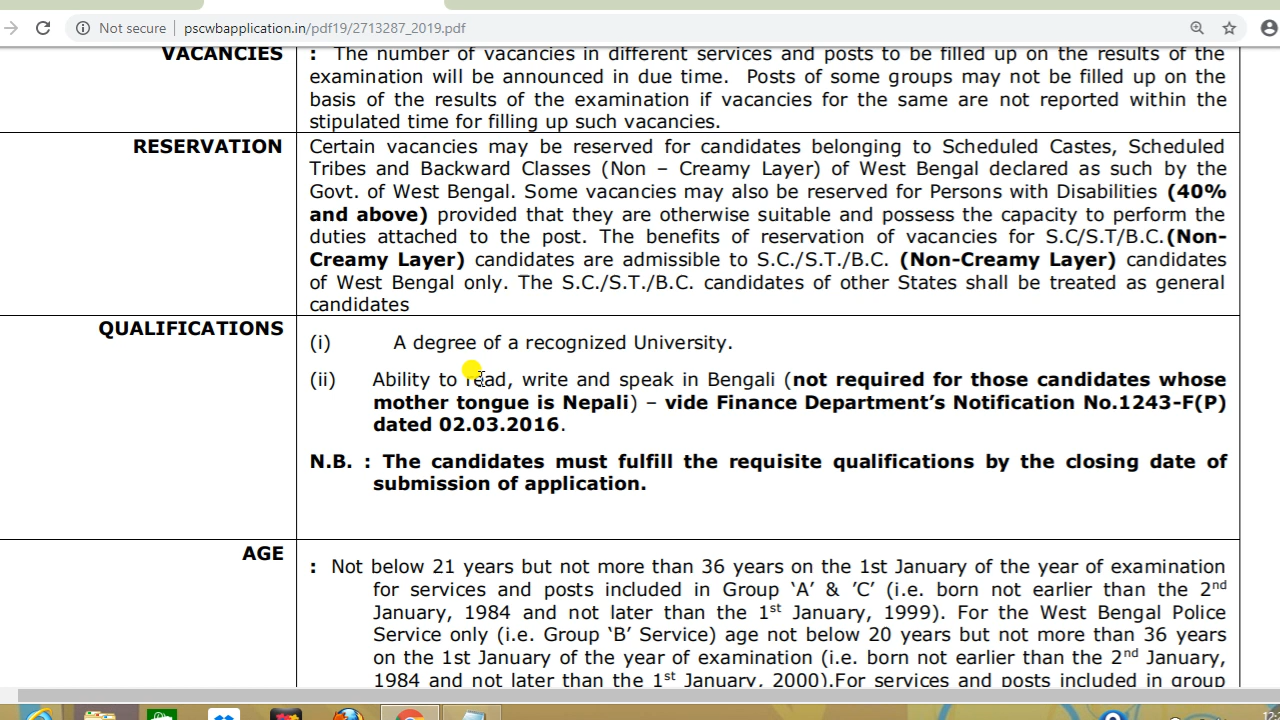 Not secure | pscwbapplication.in/pdf19/2713287_2019.pdf
VACANCIES
: The number of vacancies in different services and posts to be filled up on the results of the
examination will be announced in due time. Posts of some groups may not be filled up on the
basis of the results of the examination if vacancies for the same are not reported within the
stipulated time for filling up such vacancies.
RESERVATION
Certain vacancies may be reserved for candidates belonging to Scheduled Castes, Scheduled
Tribes and Backward Classes (Non – Creamy Layer) of West Bengal declared as such by the
Govt. of West Bengal. Some vacancies may also be reserved for Persons with Disabilities (40%
and above) provided that they are otherwise suitable and possess the capacity to perform the
duties attached to the post. The benefits of reservation of vacancies for S.C/S.T/B.C.(Non-
Creamy Layer) candidates are admissible to S.C./S.T./B.C. (Non-Creamy Layer) candidates
of West Bengal only. The S.C./S.T./B.C. candidates of other States shall be treated as general
candidates
QUALIFICATIONS
(i) A degree of a recognized University.
(ii) Ability to read, write and speak in Bengali (not required for those candidates whose
mother tongue is Nepali) – vide Finance Department's Notification No.1243-F(P)
dated 02.03.2016.
N.B. : The candidates must fulfill the requisite qualifications by the closing date of
submission of application.
AGE
: Not below 21 years but not more than 36 years on the 1st January of the year of examination
for services and posts included in Group ‘A’ & ’C’ (i.e. born not earlier than the 2nd
January, 1984 and not later than the 1st January, 1999). For the West Bengal Police
Service only (i.e. Group ‘B’ Service) age not below 20 years but not more than 36 years
on the 1st January of the year of examination (i.e. born not earlier than the 2nd January,
1984 and not later than the 1st January, 2000).For services and posts included in group